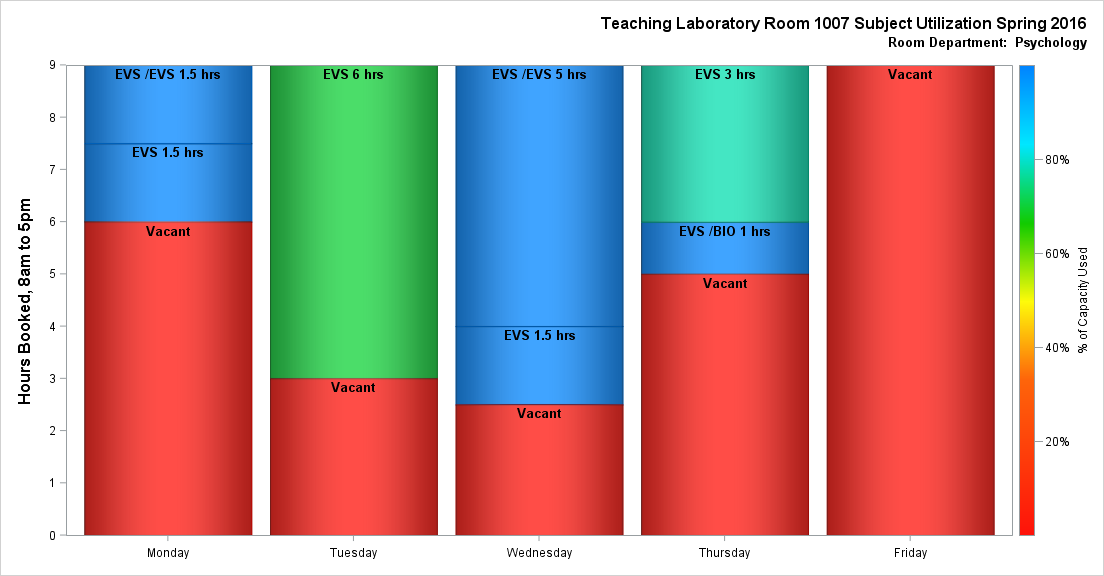 Teaching Laboratory Room 1007 Subject Utilization Spring 2016
Room Department:  Psychology
Hours Booked, 8am to 5pm
9
8
7
6
5
4
3
2
1
0
EVS /EVS 1.5 hrs
EVS 1.5 hrs
Vacant
EVS 6 hrs
Vacant
EVS /EVS 5 hrs
EVS 1.5 hrs
Vacant
EVS 3 hrs
EVS /BIO 1 hrs
Vacant
Vacant
Monday
Tuesday
Wednesday
Thursday
Friday
80%
60%
40%
20%
% of Capacity Used